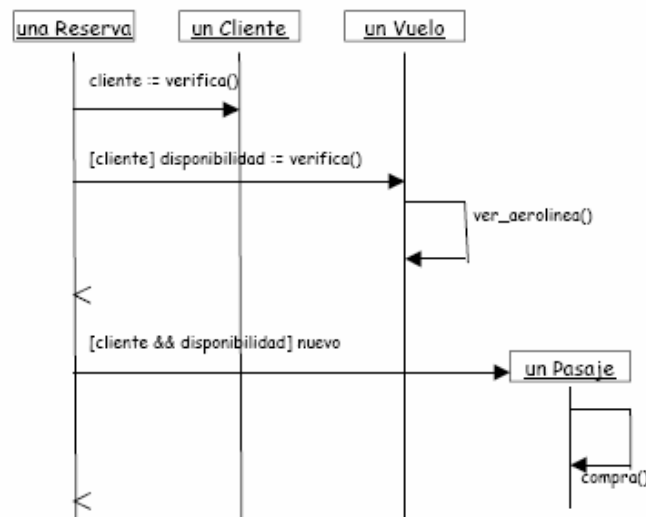 una Reserva
un Cliente
un Vuelo
cliente := verifica()
[cliente] disponibilidad := verifica()
ver_aerolinea()
[cliente && disponibilidad] nuevo
un Pasaje
compra()